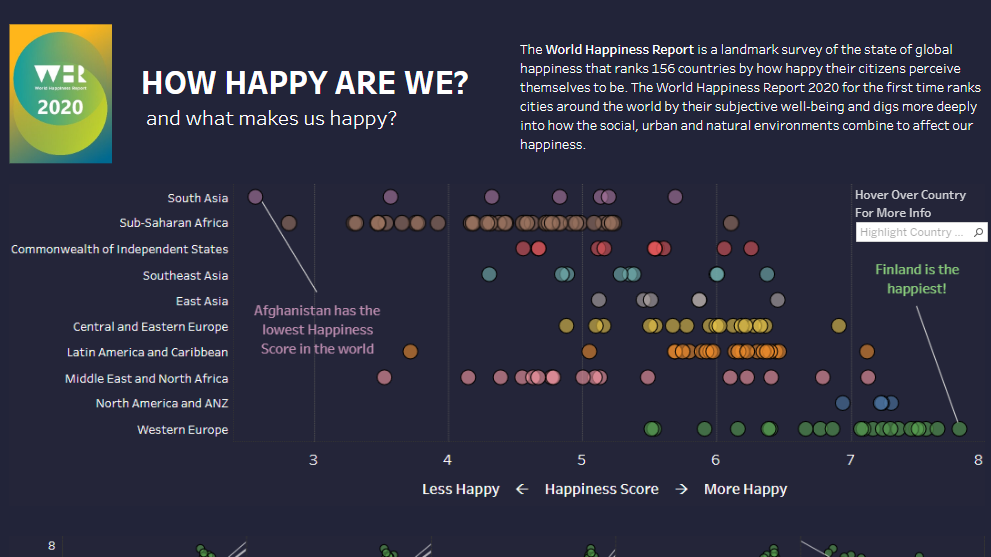 WHR
World Happiness Report
2020
HOW HAPPY ARE WE?
and what makes us happy?
The World Happiness Report is a landmark survey of the state of global
happiness that ranks 156 countries by how happy their citizens perceive
themselves to be. The World Happiness Report 2020 for the first time ranks
cities around the world by their subjective well-being and digs more deeply
into how the social, urban and natural environments combine to affect our
happiness.
South Asia
Sub-Saharan Africa
Commonwealth of Independent States
Southeast Asia
East Asia
Central and Eastern Europe
Latin America and Caribbean
Middle East and North Africa
North America and ANZ
Western Europe
Hover Over Country
For More Info
Highlight Country ...
Finland is the
happiest!
Afghanistan has the
lowest Happiness
Score in the world
3 4 5 6 7 8
Less Happy ← Happiness Score → More Happy
8